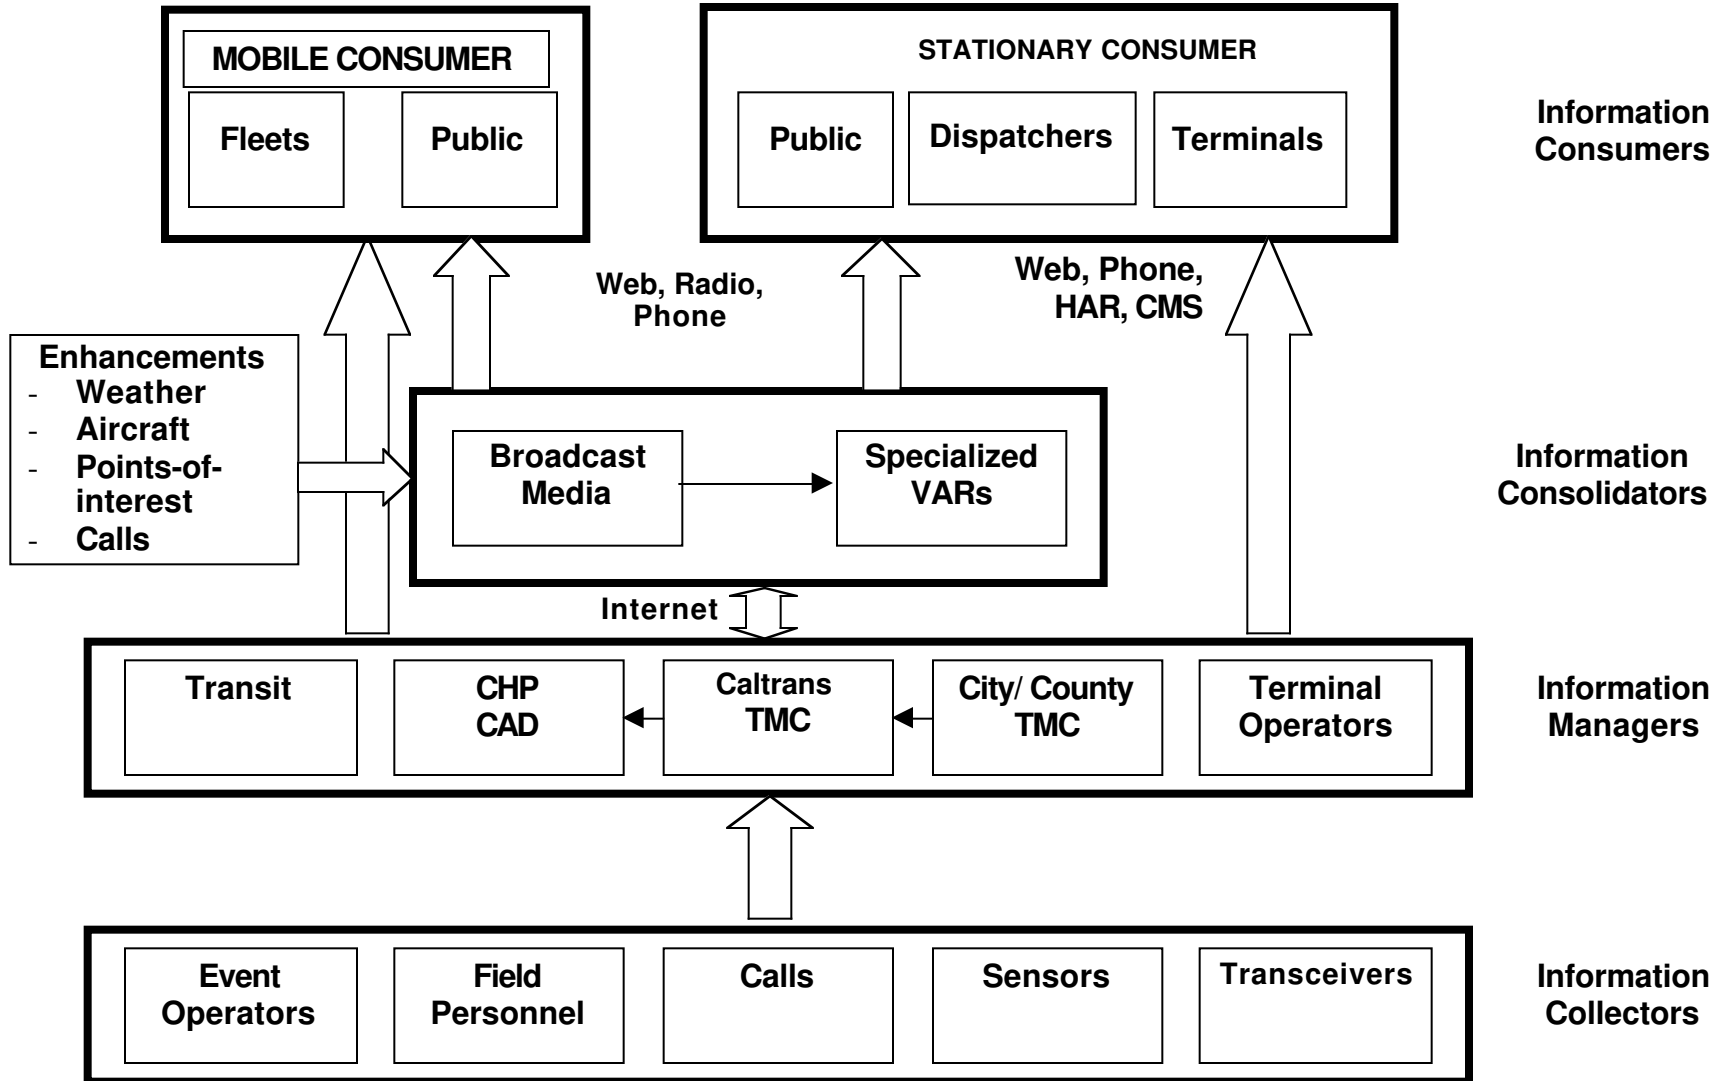 MOBILE CONSUMER
Fleets
Public
STATIONARY CONSUMER
Public
Dispatchers
Terminals
Information
Consumers
Web, Radio,
Phone
Web, Phone,
HAR, CMS
Enhancements
- Weather
- Aircraft
- Points-of-
interest
- Calls
Broadcast
Media
Specialized
VARs
Information
Consolidators
Internet
Transit
CHP
CAD
Caltrans
TMC
City/ County
TMC
Terminal
Operators
Information
Managers
Event
Operators
Field
Personnel
Calls
Sensors
Transceivers
Information
Collectors